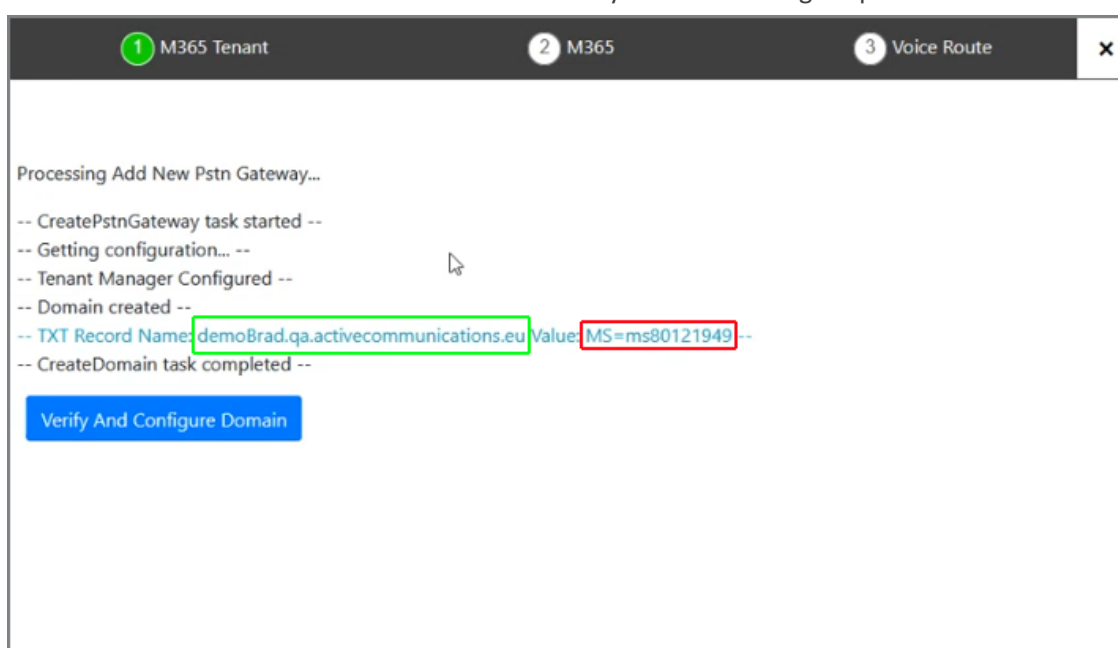 1 M365 Tenant 2 M365 3 Voice Route ×
Processing Add New Pstn Gateway...
-- CreatePstnGateway task started --
-- Getting configuration... --
-- Tenant Manager Configured --
-- Domain created --
-- TXT Record Name: demoBrad.qa.activecommunications.eu Value: MS=ms80121949 --
-- CreateDomain task completed --
Verify And Configure Domain